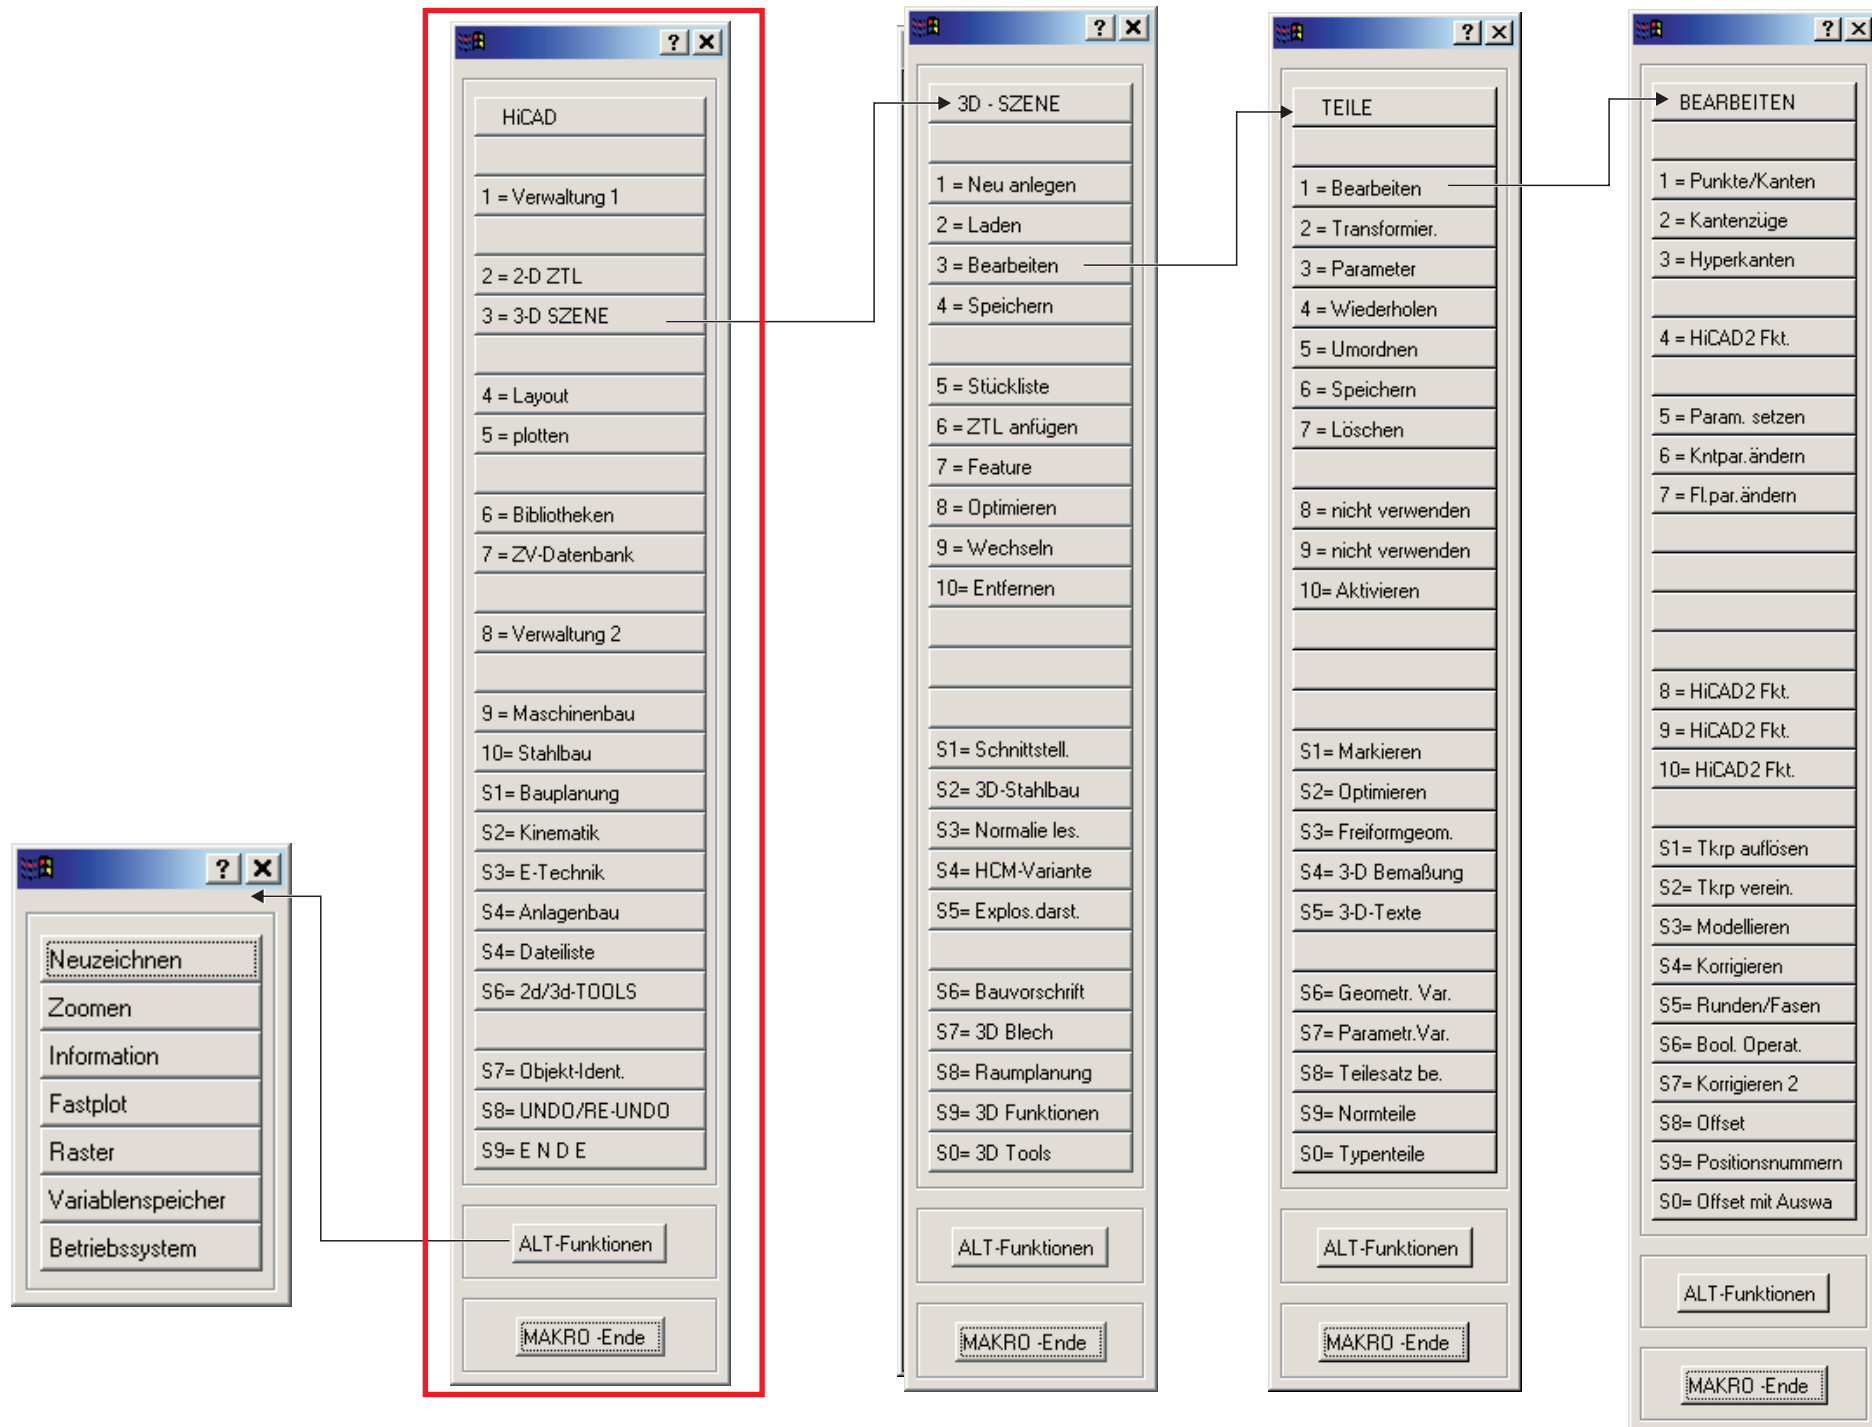 HiCAD
1 = Verwaltung 1
2 = 2-D ZTL
3 = 3-D SZENE
4 = Layout
5 = plotten
6 = Bibliotheken
7 = ZV-Datenbank
8 = Verwaltung 2
9 = Maschinenbau
10= Stahlbau
S1= Bauplanung
S2= Kinematik
S3= E-Technik
S4= Anlagenbau
S4= Dateiliste
S6= 2d/3d-TOOLS
S7= Objekt-Ident.
S8= UNDO/RE-UNDO
S9= E N D E
ALT-Funktionen
MAKRO -Ende
Neuzeichnen
Zoomen
Information
Fastplot
Raster
Variablenspeicher
Betriebssystem
3D - SZENE
1 = Neu anlegen
2 = Laden
3 = Bearbeiten
4 = Speichern
5 = Stückliste
6 = ZTL anfügen
7 = Feature
8 = Optimieren
9 = Wechseln
10= Entfernen
S1= Schnittstell.
S2= 3D-Stahlbau
S3= Normalie les.
S4= HCM-Variante
S5= Explos.darst.
S6= Bauvorschrift
S7= 3D Blech
S8= Raumplanung
S9= 3D Funktionen
S0= 3D Tools
ALT-Funktionen
MAKRO -Ende
TEILE
1 = Bearbeiten
2 = Transformier.
3 = Parameter
4 = Wiederholen
5 = Umordnen
6 = Speichern
7 = Löschen
8 = nicht verwenden
9 = nicht verwenden
10= Aktivieren
S1= Markieren
S2= Optimieren
S3= Freiformgeom.
S4= 3-D Bemaßung
S5= 3-D-Texte
S6= Geometr. Var.
S7= Parametr.Var.
S8= Teilesatz be.
S9= Normteile
S0= Typenteile
ALT-Funktionen
MAKRO -Ende
BEARBEITEN
1 = Punkte/Kanten
2 = Kantenzüge
3 = Hyperkanten
4 = HiCAD2 Fkt.
5 = Param. setzen
6 = Kntpar.ändern
7 = Fl.par.ändern
8 = HiCAD2 Fkt.
9 = HiCAD2 Fkt.
10= HiCAD2 Fkt.
S1= Tkrp auflösen
S2= Tkrp verein.
S3= Modellieren
S4= Korrigieren
S5= Runden/Fasen
S6= Bool. Operat.
S7= Korrigieren 2
S8= Offset
S9= Positionsnummern
S0= Offset mit Auswa
ALT-Funktionen
MAKRO -Ende